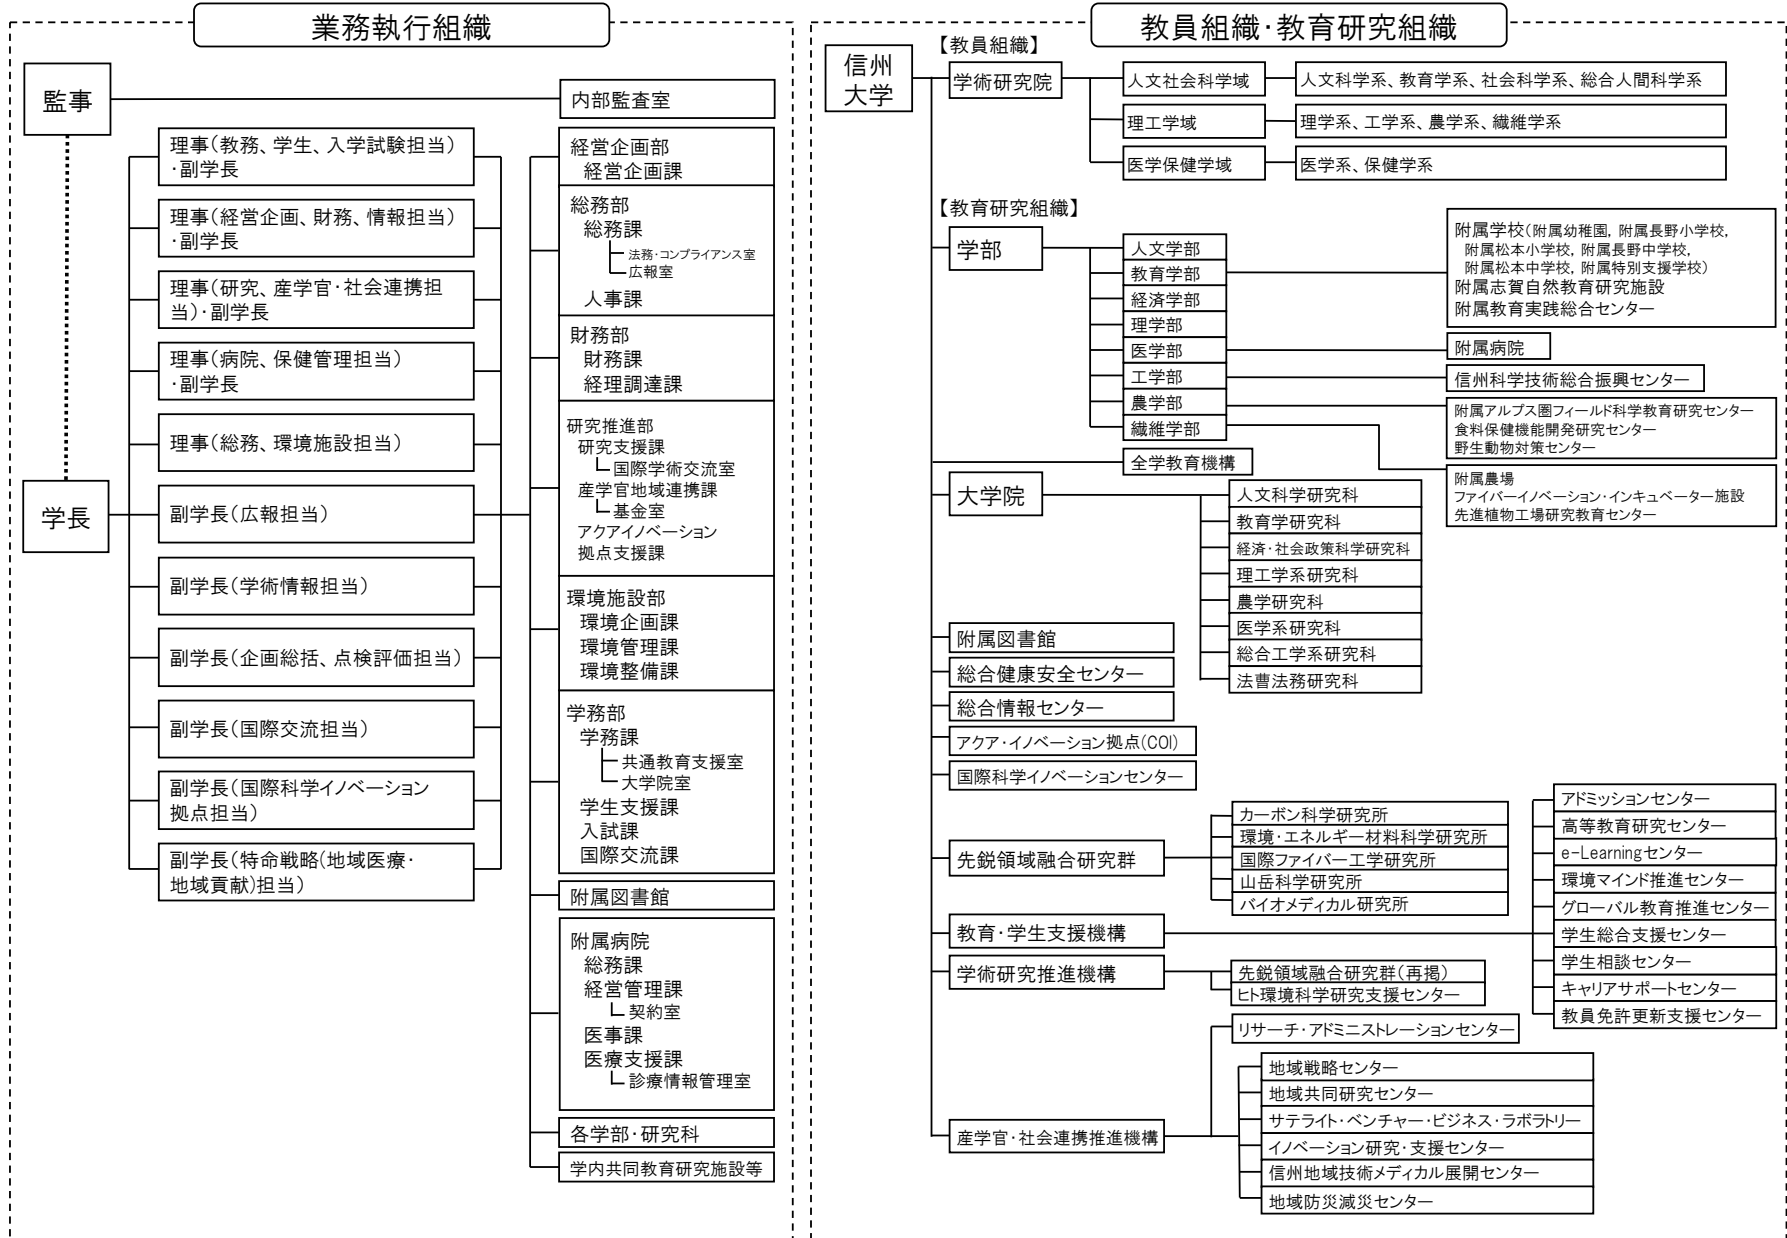 業務執行組織
監事
学長
理事(教務、学生、入学試験担当)
・副学長
理事(経営企画、財務、情報担当)
・副学長
理事(研究、産学官・社会連携担
当)・副学長
理事(病院、保健管理担当)
・副学長
理事(総務、環境施設担当)
副学長(広報担当)
副学長(学術情報担当)
副学長(企画総括、点検評価担当)
副学長(国際交流担当)
副学長(国際科学イノベーション
拠点担当)
副学長(特命戦略(地域医療・
地域貢献)担当)
内部監査室
経営企画部
経営企画課
総務部
総務課
法務・コンプライアンス室
広報室
人事課
財務部
財務課
経理調達課
研究推進部
研究支援課
国際学術交流室
産学官地域連携課
基金室
アクアイノベーション
拠点支援課
環境施設部
環境企画課
環境管理課
環境整備課
学務部
学務課
共通教育支援室
大学院室
学生支援課
入試課
国際交流課
附属図書館
附属病院
総務課
経営管理課
契約室
医事課
医療支援課
診療情報管理室
各学部・研究科
学内共同教育研究施設等
教員組織・教育研究組織
信州
大学
【教員組織】
学術研究院
人文社会科学域
人文科学系、教育学系、社会科学系、総合人間科学系
理工学域
理学系、工学系、農学系、繊維学系
医学保健学域
医学系、保健学系
【教育研究組織】
学部
人文学部
教育学部
経済学部
理学部
医学部
工学部
農学部
繊維学部
附属学校(附属幼稚園, 附属長野小学校,
附属松本小学校, 附属長野中学校,
附属松本中学校, 附属特別支援学校)
附属志賀自然教育研究施設
附属教育実践総合センター
附属病院
信州科学技術総合振興センター
附属アルプス圏フィールド科学教育研究センター
食料保健機能開発研究センター
野生動物対策センター
附属農場
ファイバーイノベーション・インキュベーター施設
先進植物工場研究教育センター
全学教育機構
大学院
人文科学研究科
教育学研究科
経済・社会政策科学研究科
理工学系研究科
農学研究科
医学系研究科
総合工学系研究科
法曹法務研究科
附属図書館
総合健康安全センター
総合情報センター
アクア・イノベーション拠点(COI)
国際科学イノベーションセンター
先鋭領域融合研究群
カーボン科学研究所
環境・エネルギー材料科学研究所
国際ファイバー工学研究所
山岳科学研究所
バイオメディカル研究所
教育・学生支援機構
アドミッションセンター
高等教育研究センター
e-Learningセンター
環境マインド推進センター
グローバル教育推進センター
学生総合支援センター
学生相談センター
キャリアサポートセンター
教員免許更新支援センター
学術研究推進機構
先鋭領域融合研究群(再掲)
ヒト環境科学研究支援センター
産学官・社会連携推進機構
リサーチ・アドミニストレーションセンター
地域戦略センター
地域共同研究センター
サテライト・ベンチャー・ビジネス・ラボラトリー
イノベーション研究・支援センター
信州地域技術メディカル展開センター
地域防災減災センター